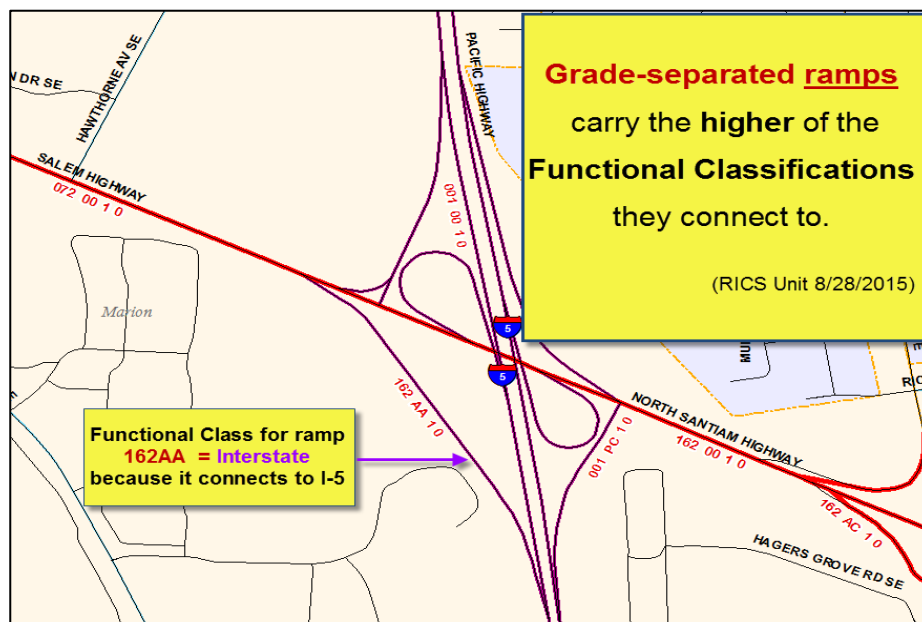 Grade-separated ramps
carry the higher of the
Functional Classifications
they connect to.
(RICS Unit 8/28/2015)
PACIFIC HIGHWAY
HAWTHORNE AV SE
N DR SE
SALEM HIGHWAY
072 00 1 0
001 00 1 0
Marion
5
5
162 AA 1 0
Functional Class for ramp
162AA = Interstate
because it connects to I-5
001 PC 1 0
NORTH SANTIAM HIGHWAY
162 00 1 0
162 AC 1 0
HAGERS GROVE RD SE